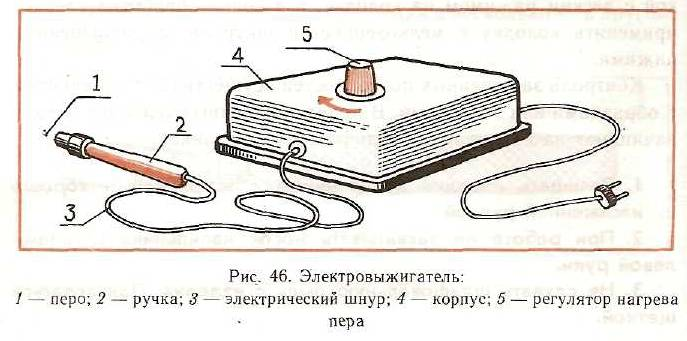 5
4
1
2
3
Рис. 46. Электровыжигатель:
1 — перо; 2 — ручка; 3 — электрический шнур; 4 — корпус; 5 — регулятор нагрева
пера